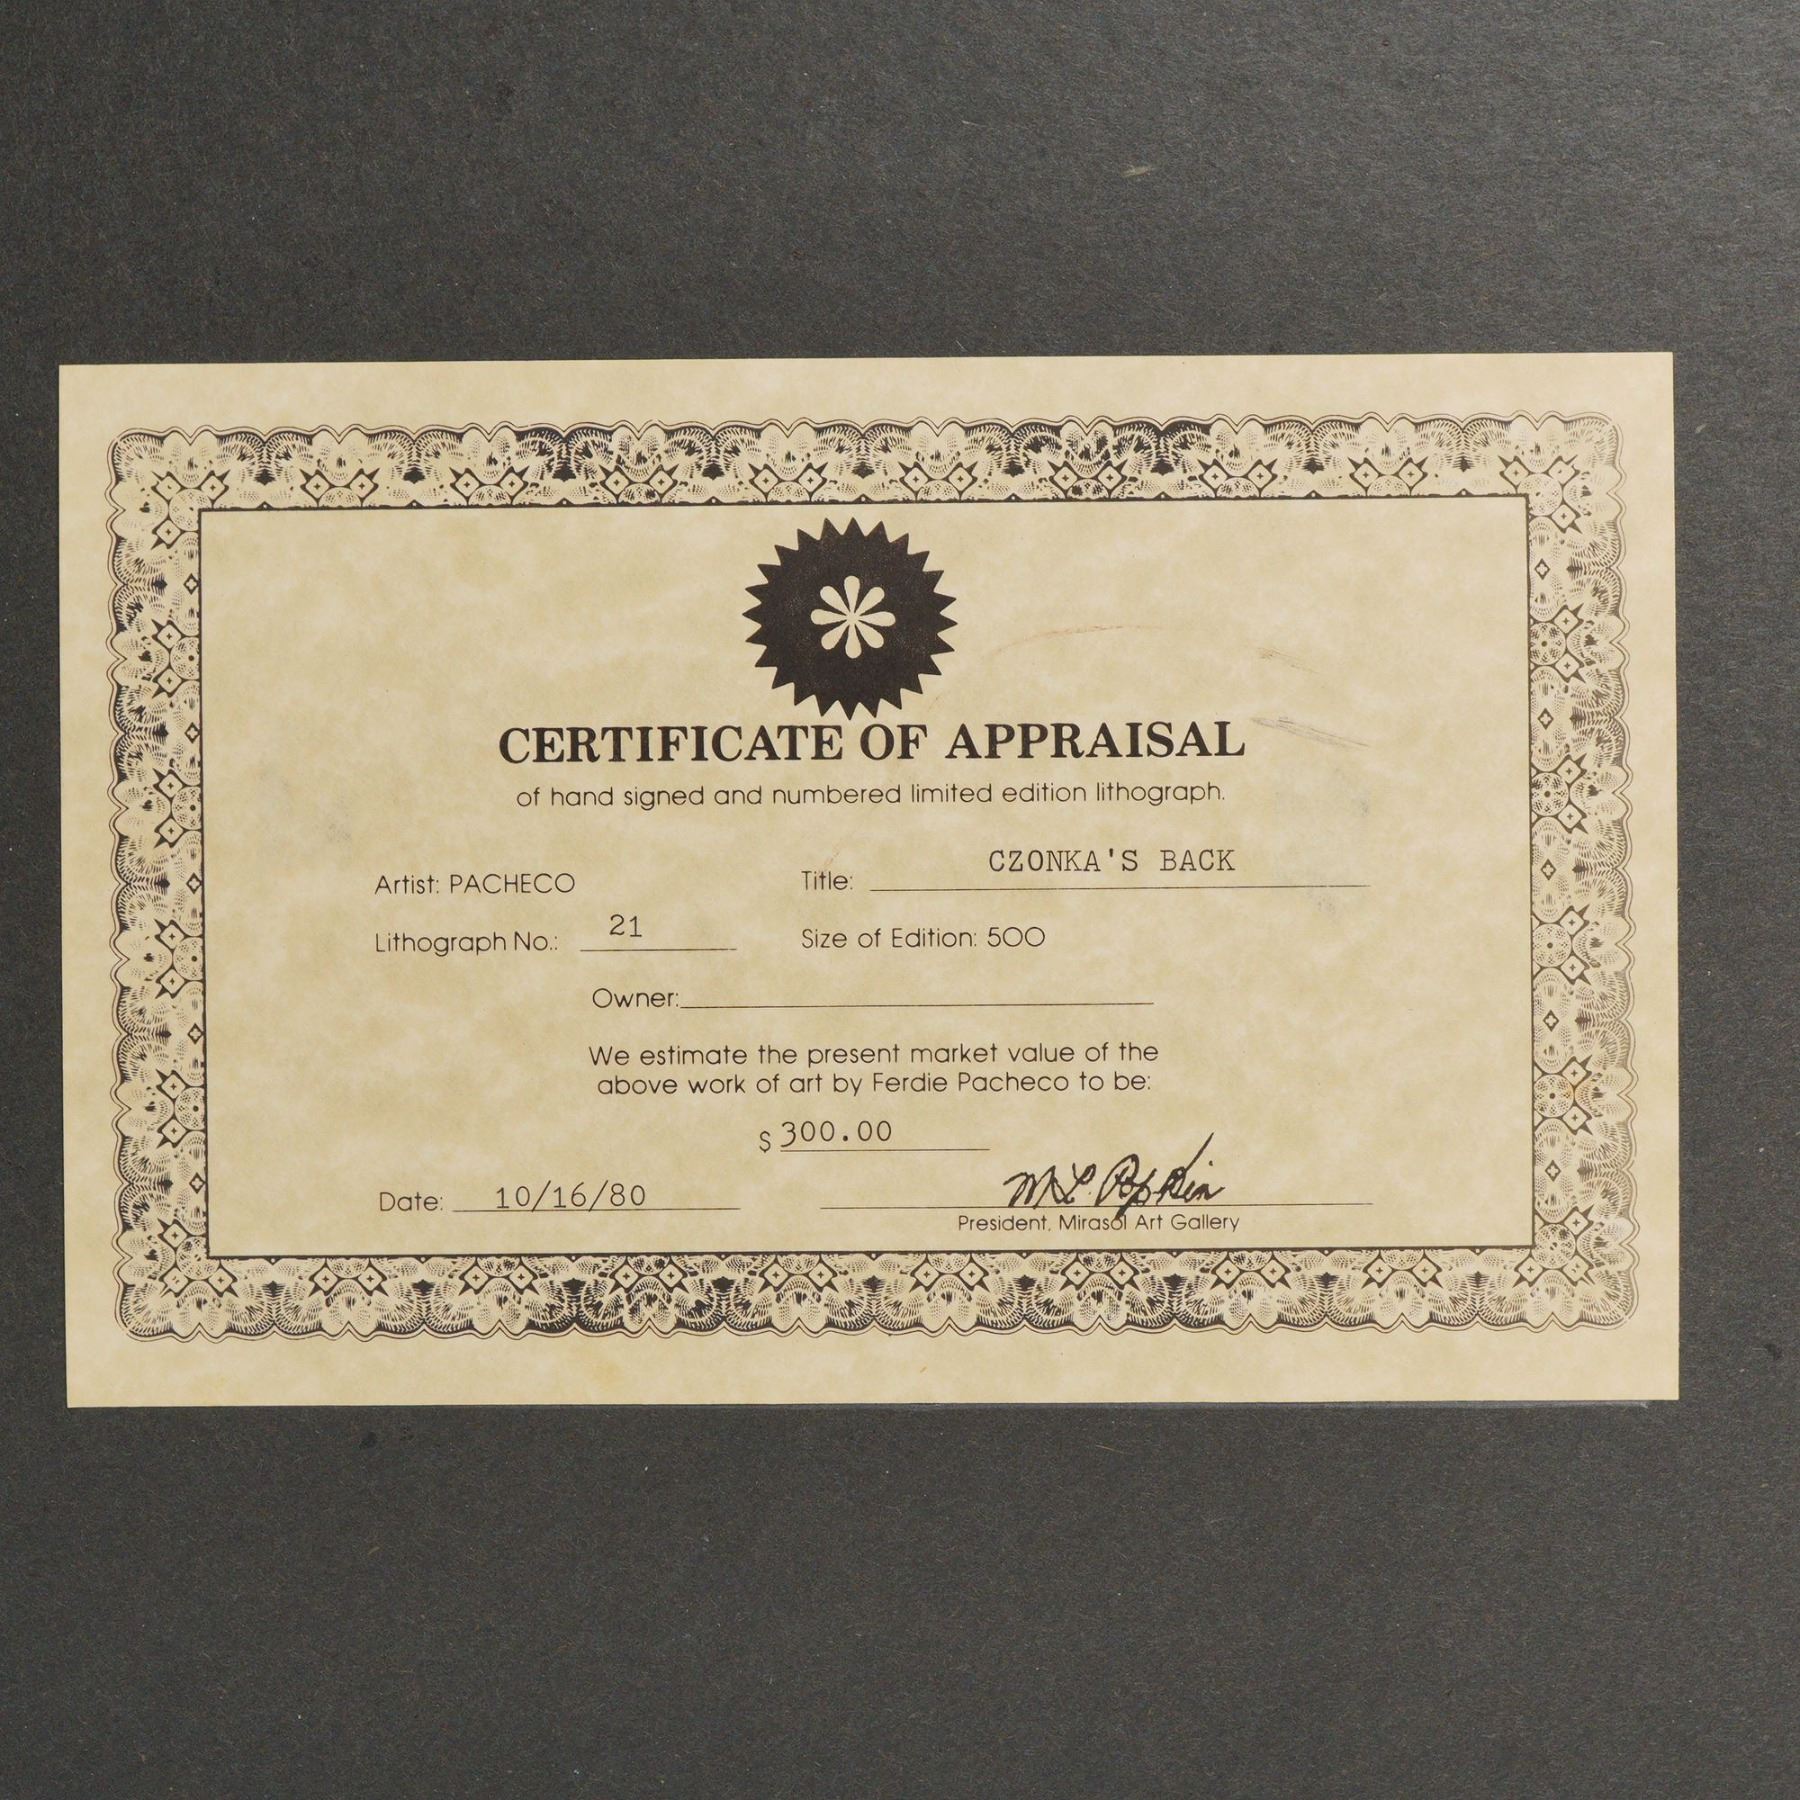 CERTIFICATE OF APPRAISAL
of hand signed and numbered limited edition lithograph.
Artist: PACHECO Title: CZONKA'S BACK
Lithograph No.: 21 Size of Edition: 500
Owner:
We estimate the present market value of the
above work of art by Ferdie Pacheco to be:
$ 300.00
Date: 10/16/80 M.L. Popkin
President, Mirasol Art Gallery